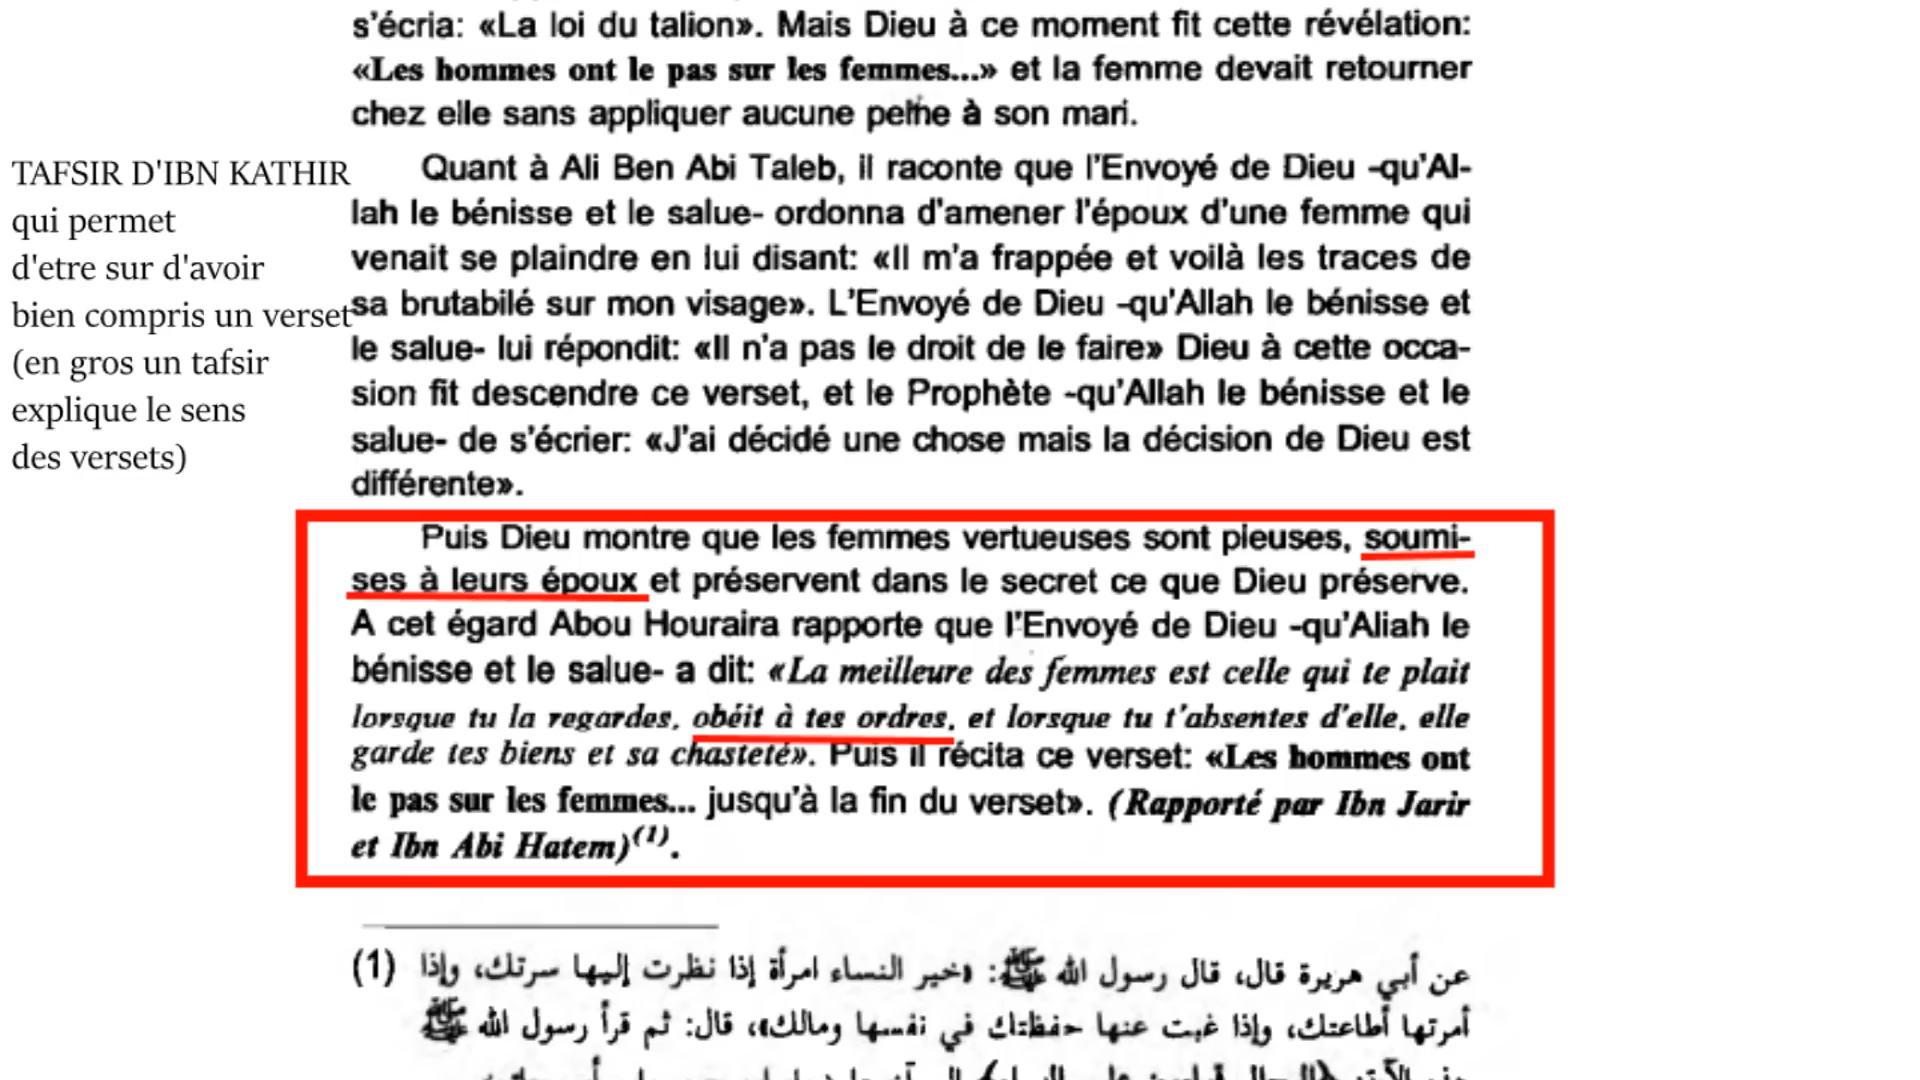 s'écria: «La loi du talion». Mais Dieu à ce moment fit cette révélation:
«Les hommes ont le pas sur les femmes...» et la femme devait retourner
chez elle sans appliquer aucune peine à son mari.
TAFSIR D'IBN KATHIR
qui permet
d'etre sur d'avoir
bien compris un verset
(en gros un tafsir
explique le sens
des versets)
Quant à Ali Ben Abi Taleb, il raconte que l'Envoyé de Dieu -qu'Al-
lah le bénisse et le salue- ordonna d'amener l'époux d'une femme qui
venait se plaindre en lui disant: «Il m'a frappée et voilà les traces de
sa brutabilé sur mon visage». L'Envoyé de Dieu -qu'Allah le bénisse et
le salue- lui répondit: «Il n'a pas le droit de le faire» Dieu à cette occa-
sion fit descendre ce verset, et le Prophète -qu'Allah le bénisse et le
salue- de s'écrier: «J'ai décidé une chose mais la décision de Dieu est
différente».
Puis Dieu montre que les femmes vertueuses sont pieuses, soumi-
ses à leurs époux et préservent dans le secret ce que Dieu préserve.
A cet égard Abou Houraira rapporte que l'Envoyé de Dieu -qu'Allah le
bénisse et le salue- a dit: «La meilleure des femmes est celle qui te plait
lorsque tu la regardes, obéit à tes ordres, et lorsque tu t'absentes d'elle, elle
garde tes biens et sa chasteté». Puis il récita ce verset: «Les hommes ont
le pas sur les femmes... jusqu'à la fin du verset». (Rapporté par Ibn Jarir
et Ibn Abi Hatem)(1).
(1) عن أبي هريرة قال، قال رسول الله ﷺ: «خير النساء امرأة إذا نظرت إليها سرتك، وإذا
أمرتها أطاعتك، وإذا غبت عنها حفظتك في نفسها ومالك»، قال: ثم قرأ رسول الله ﷺ